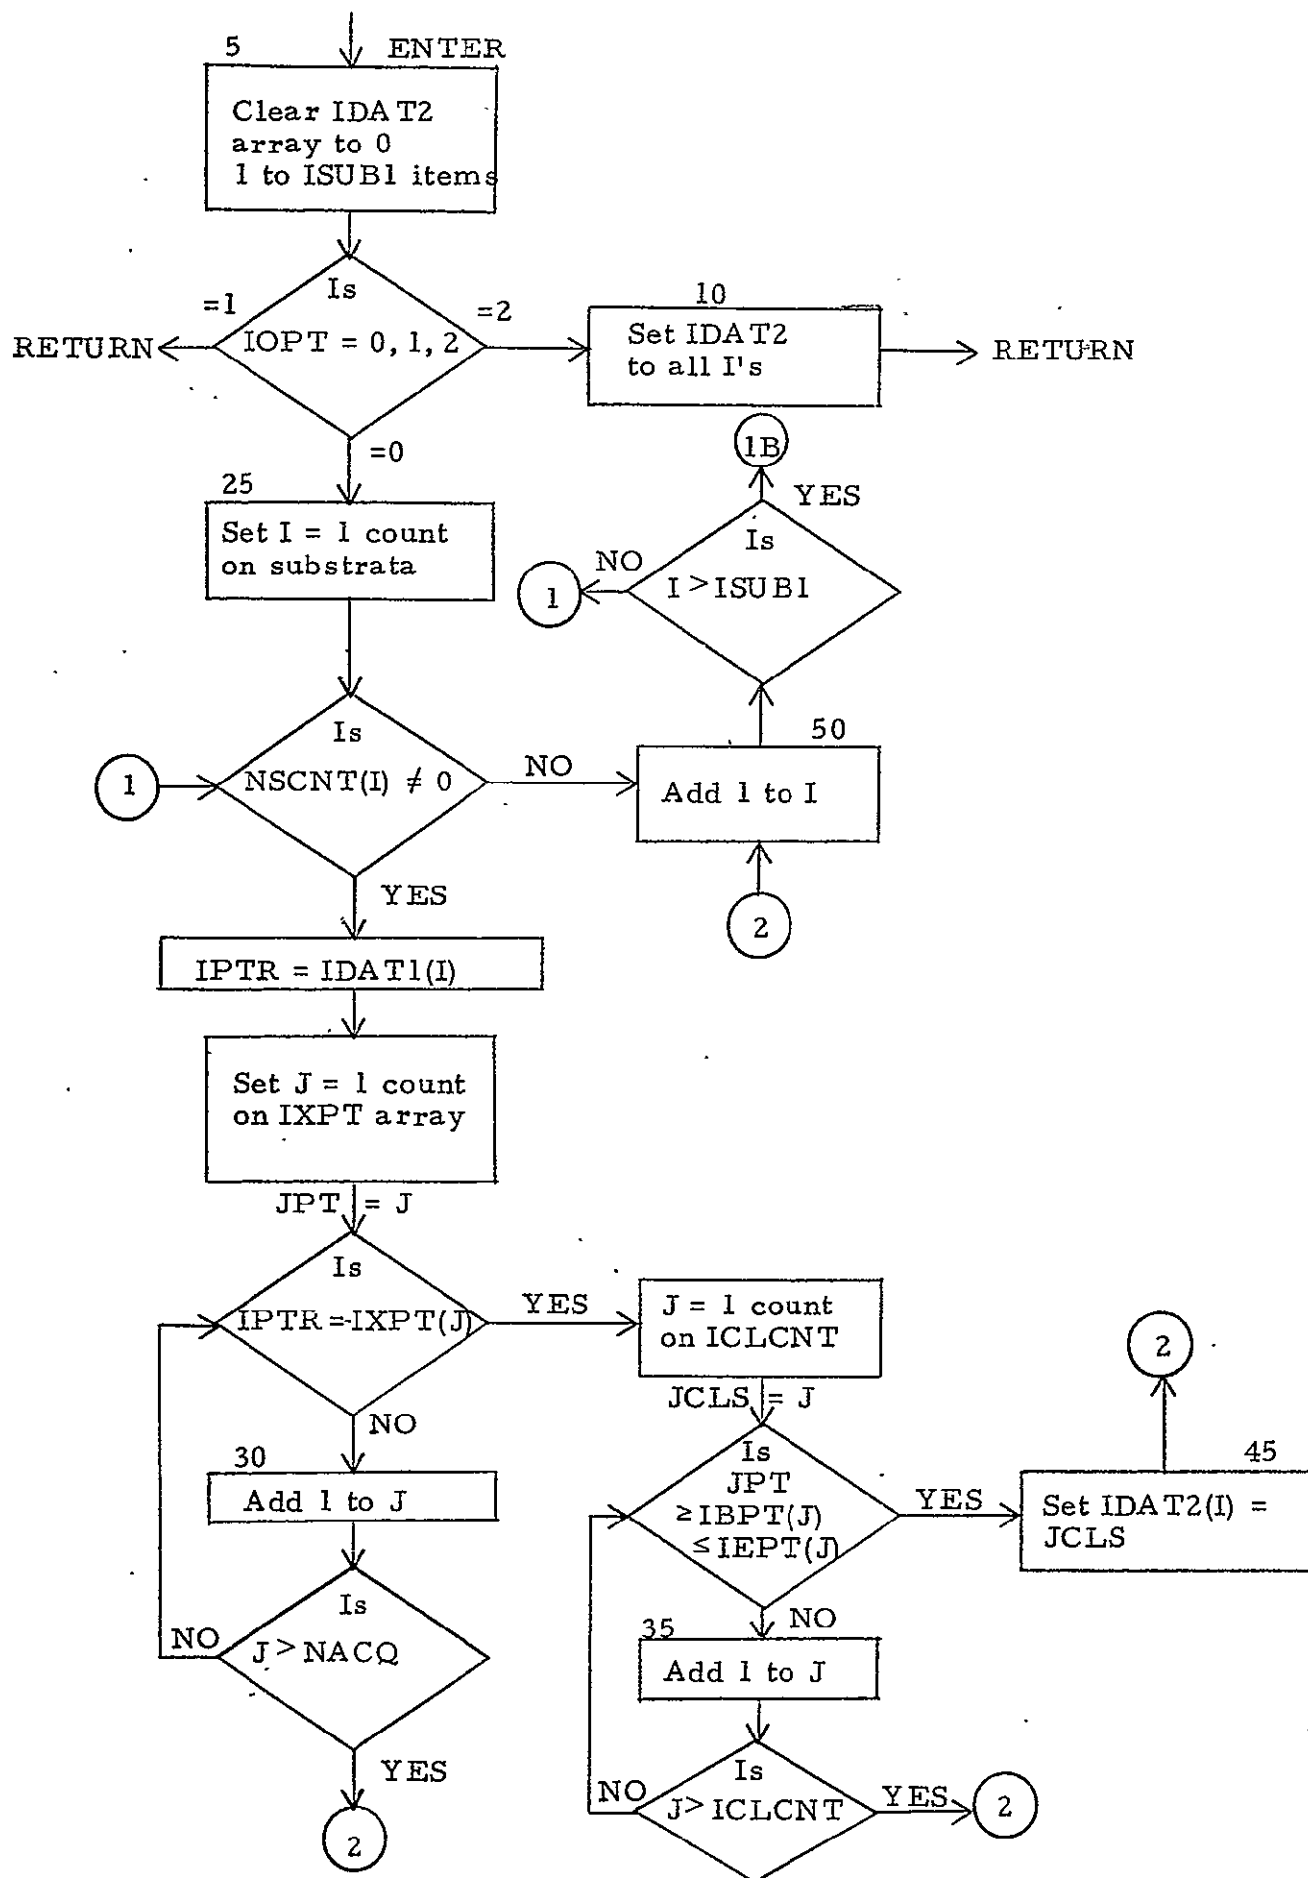 5
ENTER
Clear IDAT2
array to 0
1 to ISUB1 items
Is
=1
=2
IOPT = 0, 1, 2
RETURN
10
Set IDAT2
to all I's
RETURN
=0
1B
YES
25
Set I = 1 count
on substrata
Is
NO
I > ISUB1
1
Is
NSCNT(I) ≠ 0
1
NO
50
Add 1 to I
YES
2
IPTR = IDAT1(I)
Set J = 1 count
on IXPT array
JPT = J
Is
IPTR = IXPT(J)
YES
J = 1 count
on ICLCNT
2
JCLS = J
NO
30
Add 1 to J
Is
JPT
≥ IBPT(J)
≤ IEPT(J)
YES
45
Set IDAT2(I) =
JCLS
Is
NO
J > NACQ
NO
35
Add 1 to J
YES
2
Is
NO
J > ICLCNT
YES
2